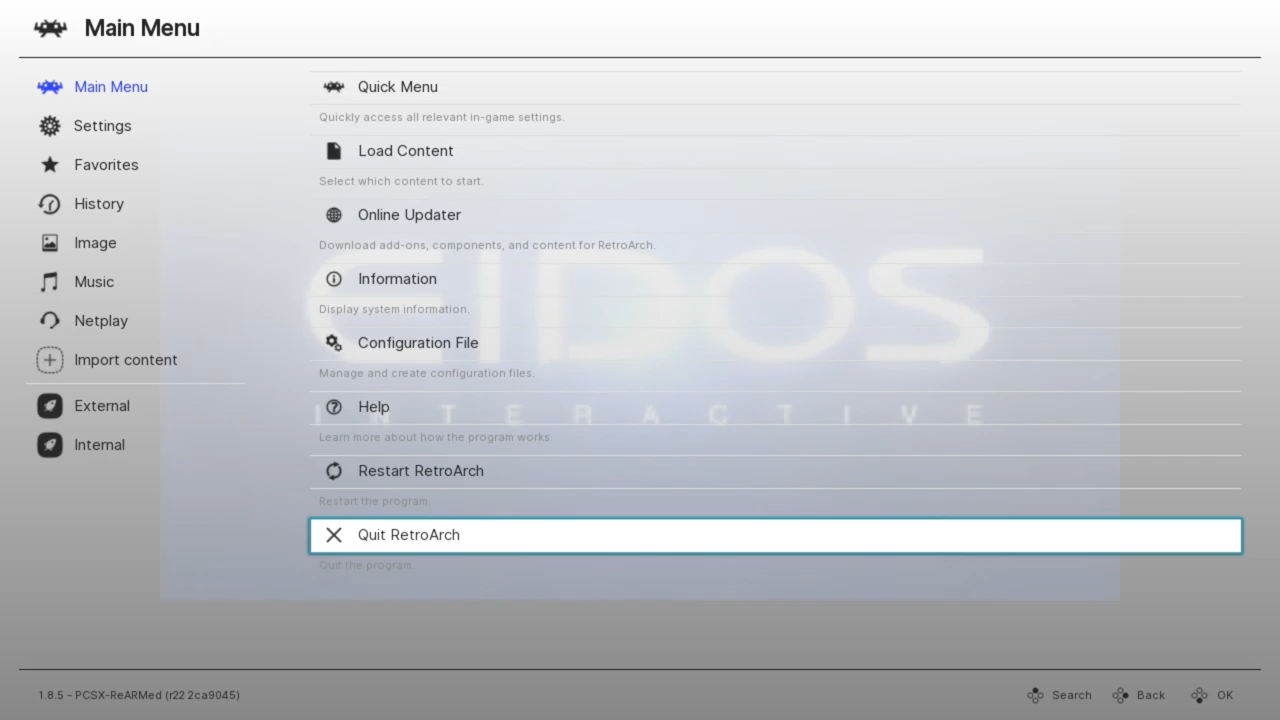 Main Menu
Main Menu
Settings
Favorites
History
Image
Music
Netplay
Import content
External
Internal
Quick Menu
Quickly access all relevant in-game settings.
Load Content
Select which content to start.
Online Updater
Download add-ons, components, and content for RetroArch.
Information
Display system information.
Configuration File
Manage and create configuration files.
Help
Learn more about how the program works.
Restart RetroArch
Restart the program.
Quit RetroArch
Quit the program.
EIDOS
INTERACTIVE
1.8.5 - PCSX-ReARMed (r22 2ca9045)
Search Back OK